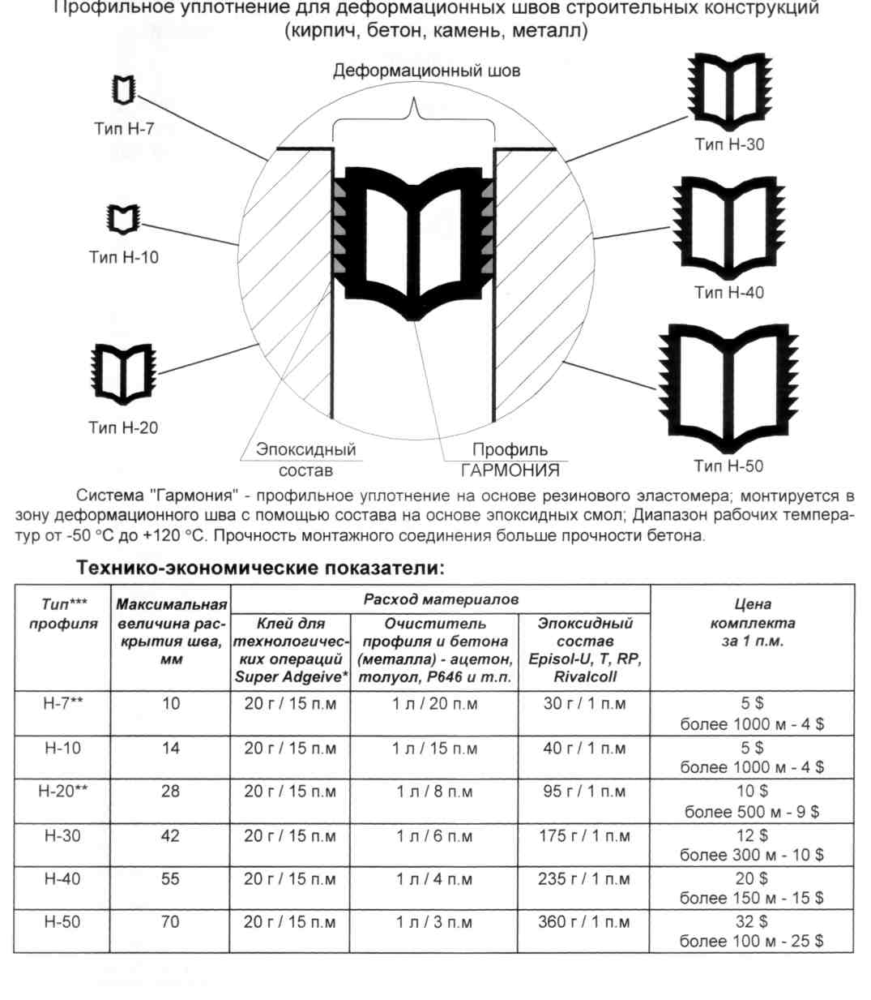 Профильное уплотнение для деформационных швов строительных конструкций
(кирпич, бетон, камень, металл)
Деформационный шов
Тип Н-7
Тип Н-30
Тип Н-10
Тип Н-40
Тип Н-20
Тип Н-50
Эпоксидный
состав
Профиль
ГАРМОНИЯ
Система "Гармония" - профильное уплотнение на основе резинового эластомера; монтируется в
зону деформационного шва с помощью состава на основе эпоксидных смол; Диапазон рабочих темпера-
тур от -50 °С до +120 °С. Прочность монтажного соединения больше прочности бетона.
Технико-экономические показатели:
Тип***
профиля
Максимальная
величина рас-
крытия шва,
мм
Расход материалов
Клей для
технологичес-
ких операций
Super Adgeive*
Очиститель
профиля и бетона
(металла) - ацетон,
толуол, Р646 и т.п.
Эпоксидный
состав
Episol-U, T, RP,
Rivalcoll
Цена
комплекта
за 1 п.м.
Н-7** 10 20 г / 15 п.м 1 л / 20 п.м 30 г / 1 п.м 5 $
более 1000 м - 4 $
Н-10 14 20 г / 15 п.м 1 л / 15 п.м 40 г / 1 п.м 5 $
более 1000 м - 4 $
Н-20** 28 20 г / 15 п.м 1 л / 8 п.м 95 г / 1 п.м 10 $
более 500 м - 9 $
Н-30 42 20 г / 15 п.м 1 л / 6 п.м 175 г / 1 п.м 12 $
более 300 м - 10 $
Н-40 55 20 г / 15 п.м 1 л / 4 п.м 235 г / 1 п.м 20 $
более 150 м - 15 $
Н-50 70 20 г / 15 п.м 1 л / 3 п.м 360 г / 1 п.м 32 $
более 100 м - 25 $